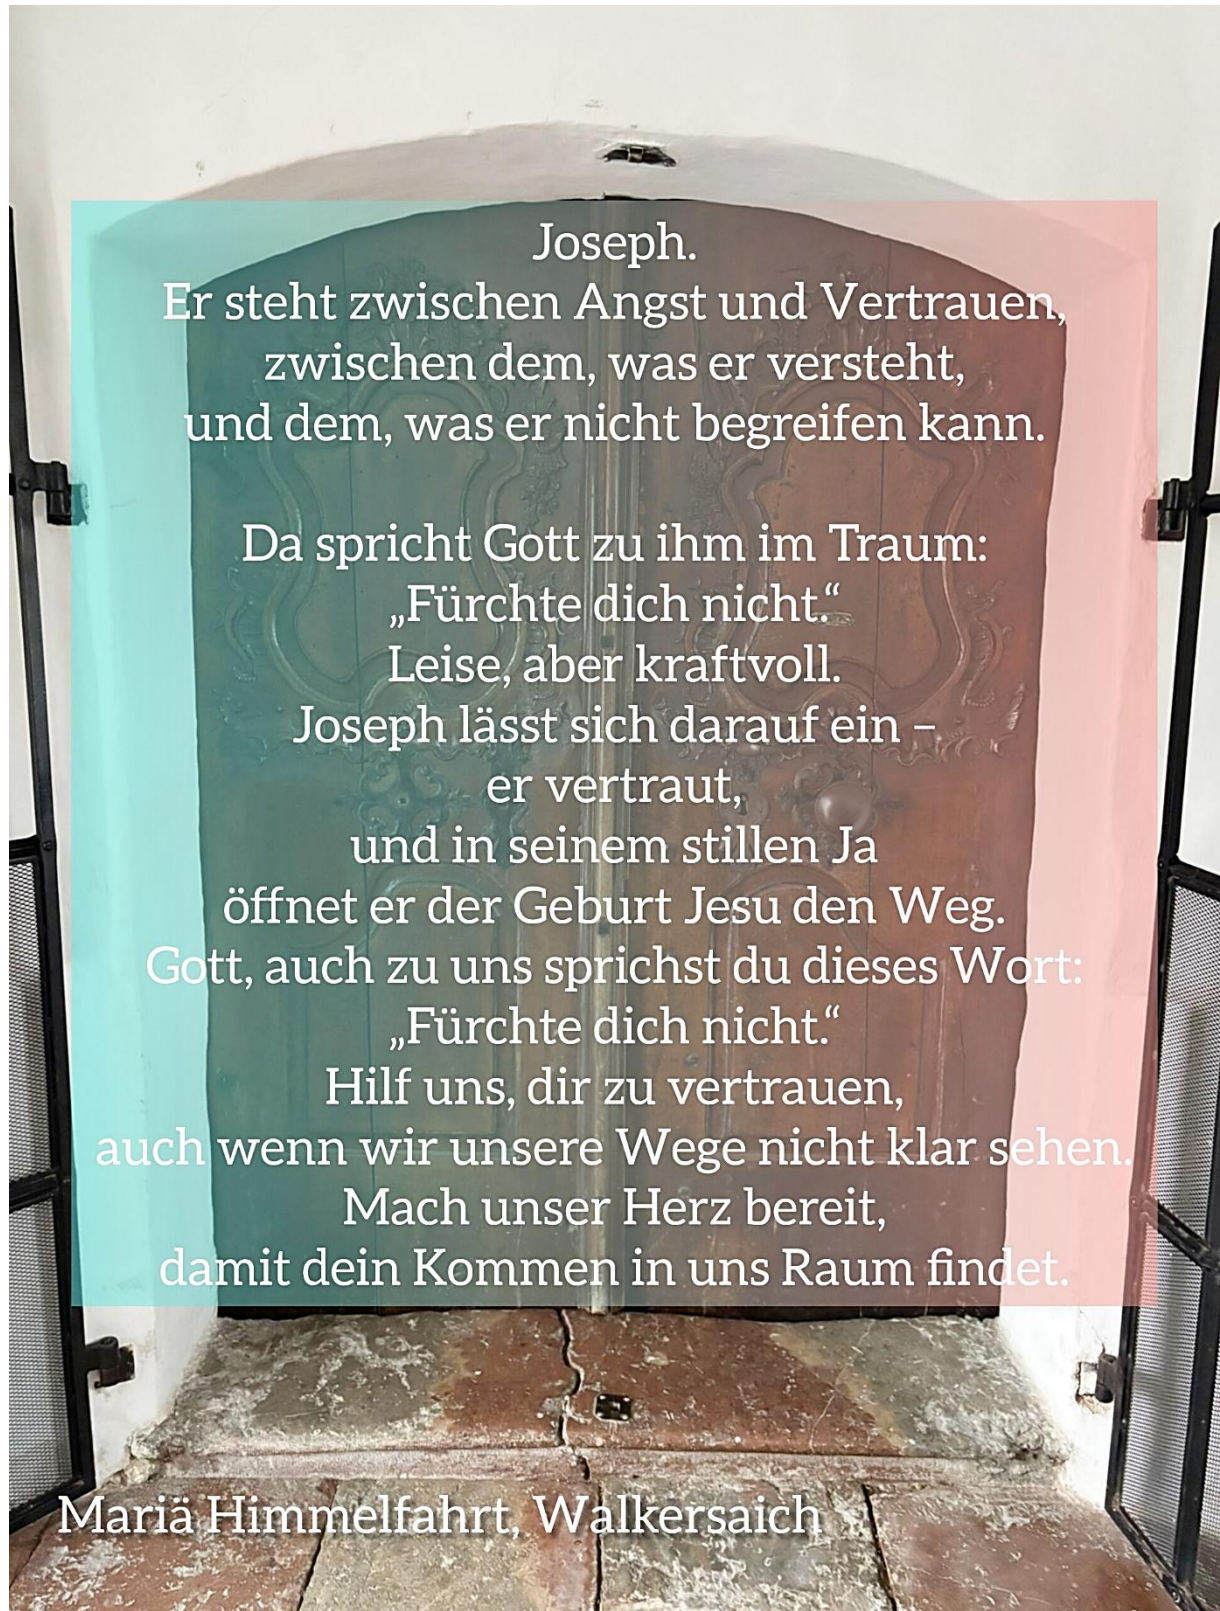 Joseph.
Er steht zwischen Angst und Vertrauen,
zwischen dem, was er versteht,
und dem, was er nicht begreifen kann.
Da spricht Gott zu ihm im Traum:
„Fürchte dich nicht.“
Leise, aber kraftvoll.
Joseph lässt sich darauf ein –
er vertraut,
und in seinem stillen Ja
öffnet er der Geburt Jesu den Weg.
Gott, auch zu uns sprichst du dieses Wort:
„Fürchte dich nicht.“
Hilf uns, dir zu vertrauen,
auch wenn wir unsere Wege nicht klar sehen.
Mach unser Herz bereit,
damit dein Kommen in uns Raum findet.
Mariä Himmelfahrt, Walkersaich